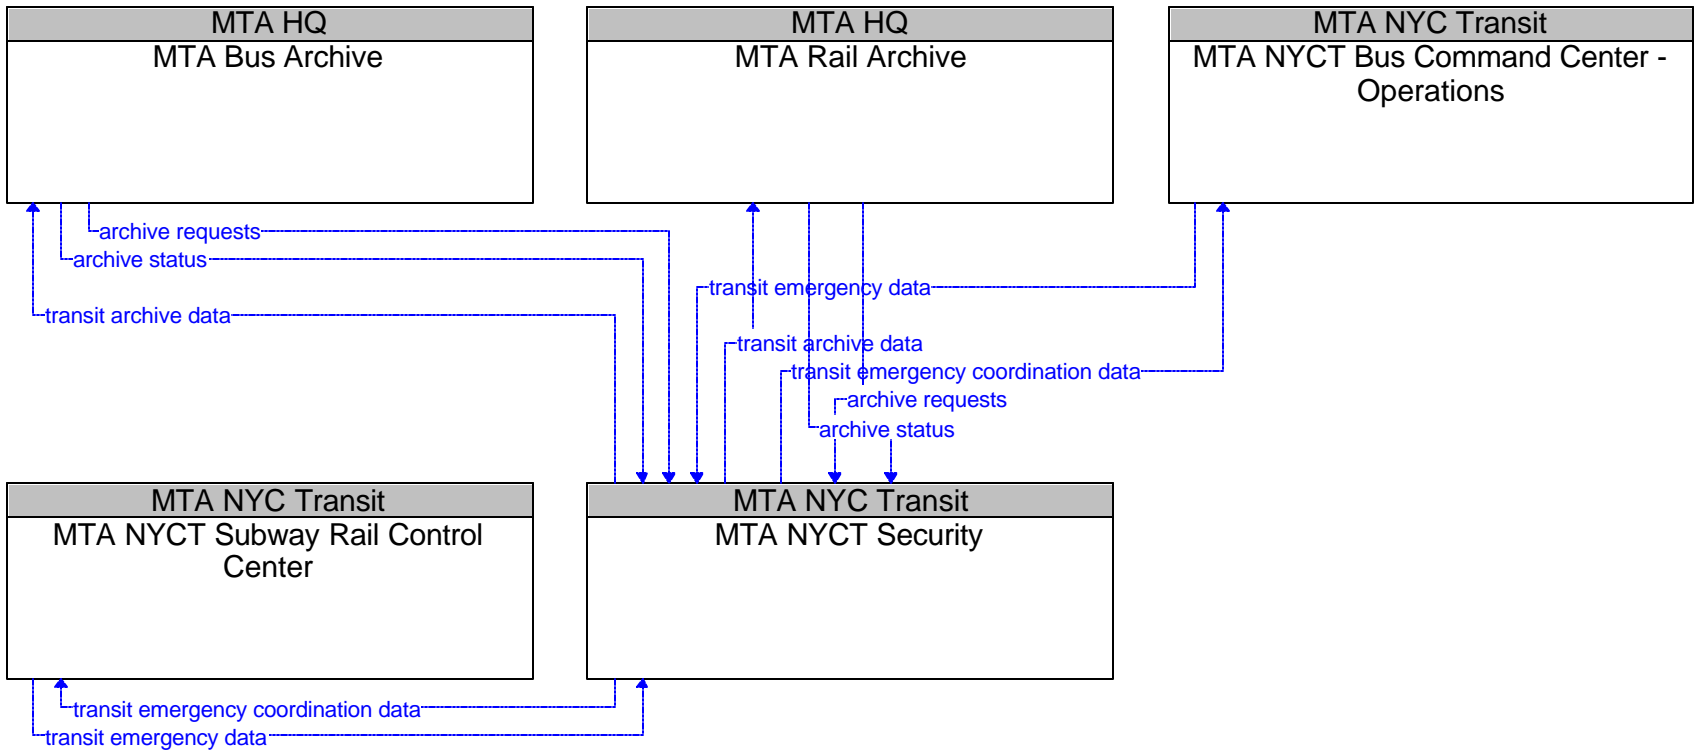 MTA HQ
MTA Bus Archive
MTA HQ
MTA Rail Archive
MTA NYC Transit
MTA NYCT Bus Command Center -
Operations
archive requests
archive status
transit emergency data
transit archive data
transit archive data
transit emergency coordination data
archive requests
archive status
MTA NYC Transit
MTA NYCT Subway Rail Control
Center
MTA NYC Transit
MTA NYCT Security
transit emergency coordination data
transit emergency data